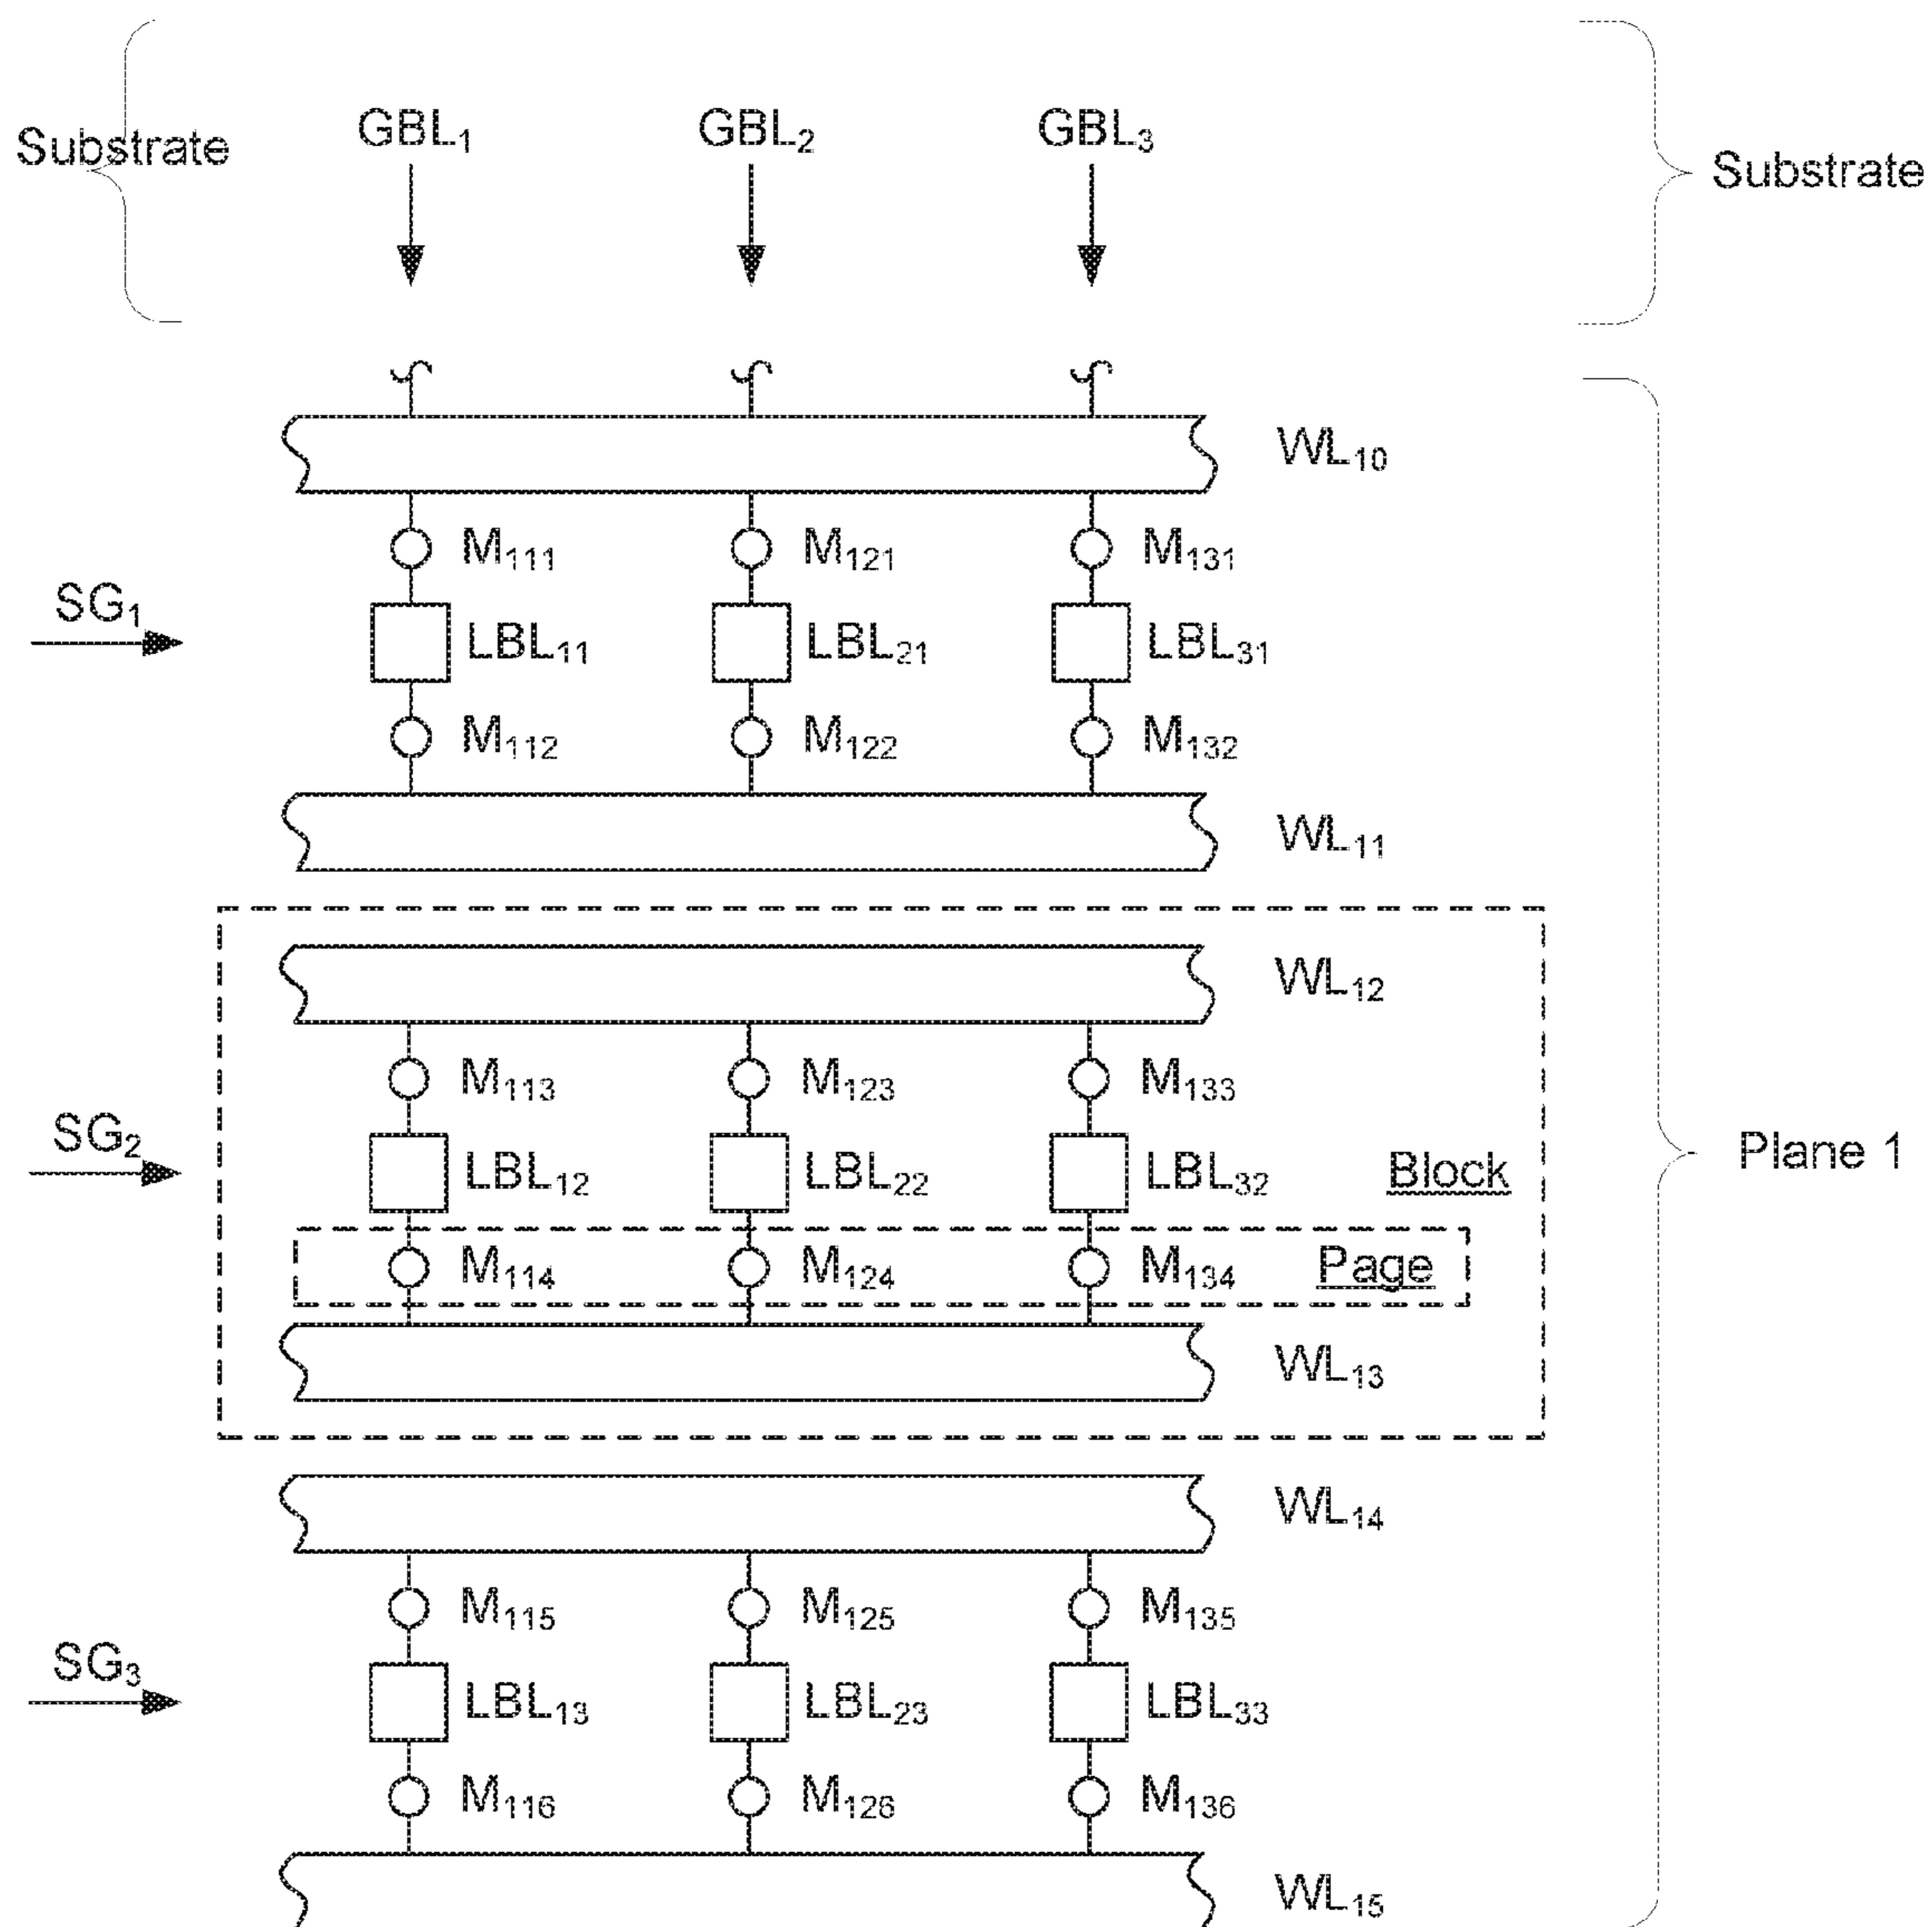 GBL1 GBL2 GBL3
Substrate Substrate
WL10
M111 M121 M131
SG1
LBL11 LBL21 LBL31
M112 M122 M132
WL11
WL12
M113 M123 M133
SG2
LBL12 LBL22 LBL32 Block Plane 1
M114 M124 M134 Page
WL13
WL14
M115 M125 M135
SG3
LBL13 LBL23 LBL33
M116 M126 M136
WL15